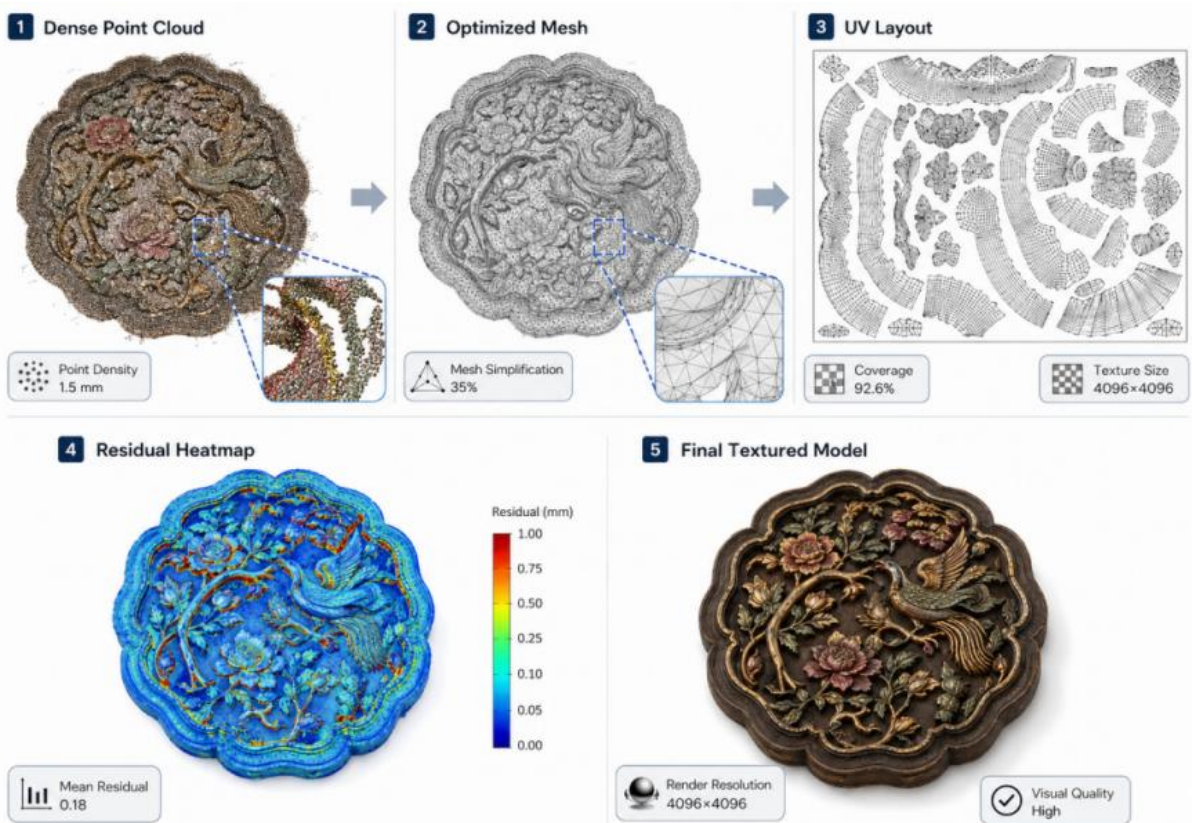 1 Dense Point Cloud
2 Optimized Mesh
3 UV Layout
Point Density
1.5 mm
Mesh Simplification
35%
Coverage
92.6%
Texture Size
4096×4096
4 Residual Heatmap
Residual (mm)
1.00
0.75
0.50
0.25
0.10
0.05
0.00
Mean Residual
0.18
5 Final Textured Model
Render Resolution
4096×4096
Visual Quality
High